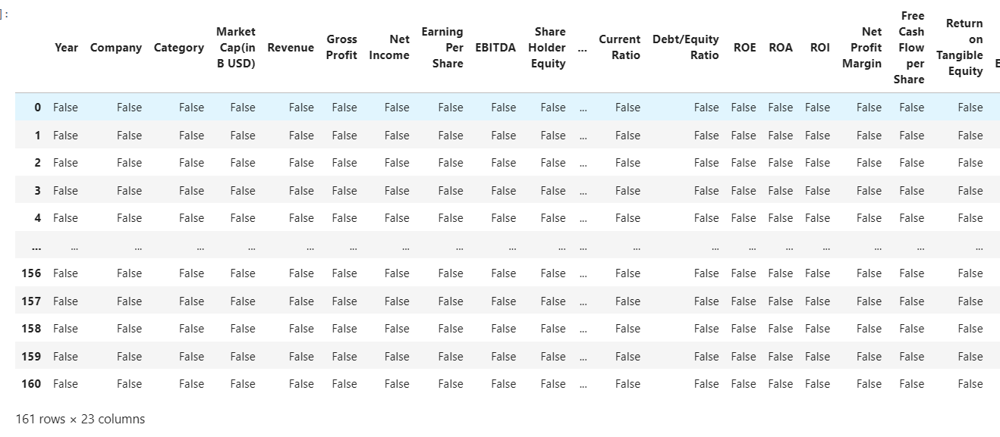 ]:
Year Company Category Market Cap(in B USD) Revenue Gross Profit Net Income Earning Per Share EBITDA Share Holder Equity ... Current Ratio Debt/Equity Ratio ROE ROA ROI Net Profit Margin Free Cash Flow per Share Return on Tangible Equity
0 False False False False False False False False False False ... False False False False False False False False
1 False False False False False False False False False False ... False False False False False False False False
2 False False False False False False False False False False ... False False False False False False False False
3 False False False False False False False False False False ... False False False False False False False False
4 False False False False False False False False False False ... False False False False False False False False
... ... ... ... ... ... ... ... ... ... ... ... ... ... ... ... ... ... ... ...
156 False False False False False False False False False False ... False False False False False False False False
157 False False False False False False False False False False ... False False False False False False False False
158 False False False False False False False False False False ... False False False False False False False False
159 False False False False False False False False False False ... False False False False False False False False
160 False False False False False False False False False False ... False False False False False False False False
161 rows × 23 columns